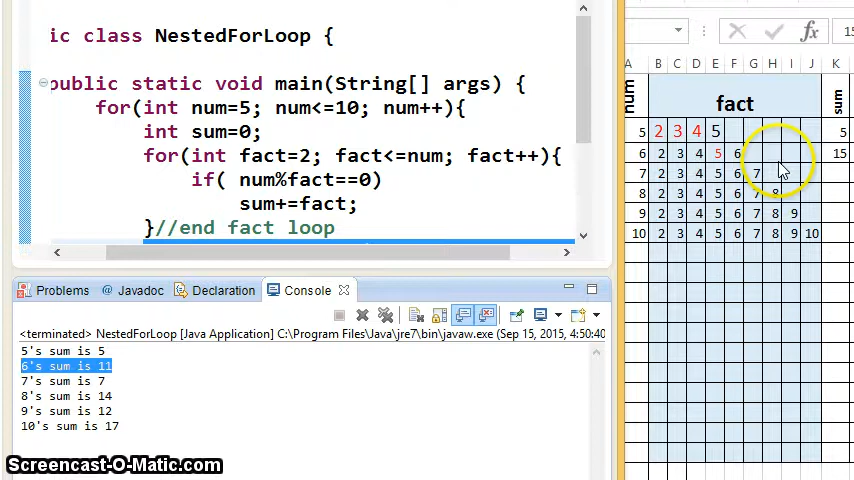 ic class NestedForLoop {
public static void main(String[] args) {
for(int num=5; num<=10; num++){
int sum=0;
for(int fact=2; fact<=num; fact++){
if( num%fact==0)
sum+=fact;
}//end fact loop
Problems @ Javadoc Declaration Console
<terminated> NestedForLoop [Java Application] C:\Program Files\Java\jre7\bin\javaw.exe (Sep 15, 2015, 4:50:40
5's sum is 5
6's sum is 11
7's sum is 7
8's sum is 14
9's sum is 12
10's sum is 17
Screencast-O-Matic.com
fx 15
A B C D E F G H I J K
num fact sum
5 2 3 4 5 5
6 2 3 4 5 6 15
7 2 3 4 5 6 7
8 2 3 4 5 6 7 8
9 2 3 4 5 6 7 8 9
10 2 3 4 5 6 7 8 9 10